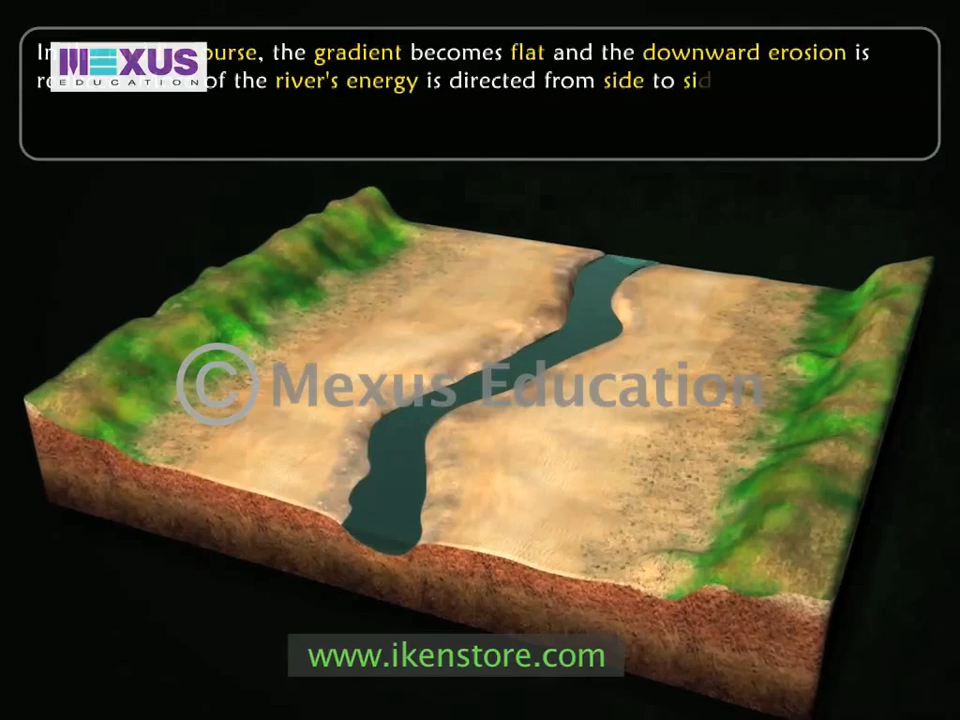 In
MEXUS
EDUCATION
ourse, the gradient becomes flat and the downward erosion is
of the river's energy is directed from side to sid
© Mexus Education
www.ikenstore.com